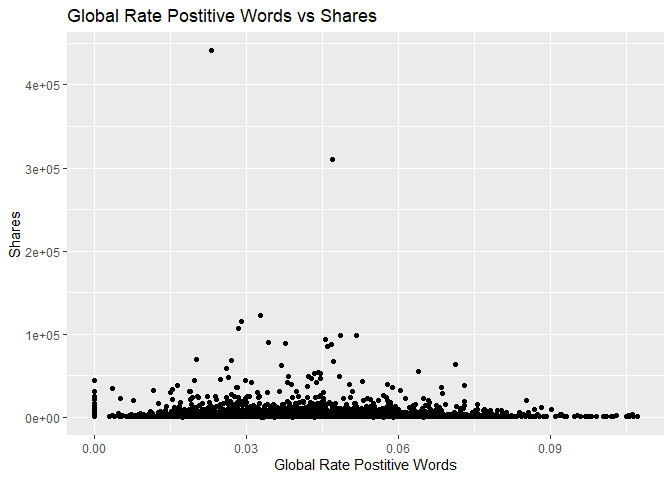 Global Rate Postitive Words vs Shares
4e+05
3e+05
2e+05
1e+05
0e+00
Shares
0.00 0.03 0.06 0.09
Global Rate Postitive Words